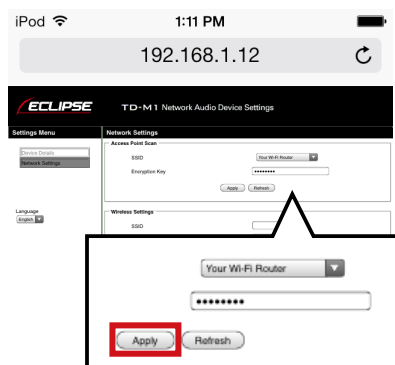 iPod 1:11 PM
192.168.1.12
ECLIPSE TD-M1 Network Audio Device Settings
Settings Menu
Device Details
Network Settings
Language
English
Network Settings
Access Point Scan
SSID Your Wi-Fi Router
Encryption Key ••••••••
Apply Refresh
Wireless Settings
SSID
Your Wi-Fi Router
••••••••
Apply Refresh